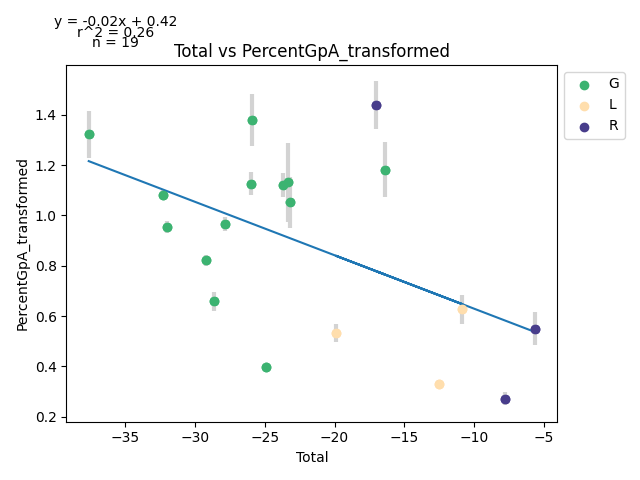 y = -0.02x + 0.42
r^2 = 0.26
n = 19
Total vs PercentGpA_transformed
G
L
R
PercentGpA_transformed
1.4
1.2
1.0
0.8
0.6
0.4
0.2
−35
−30
−25
−20
−15
−10
−5
Total